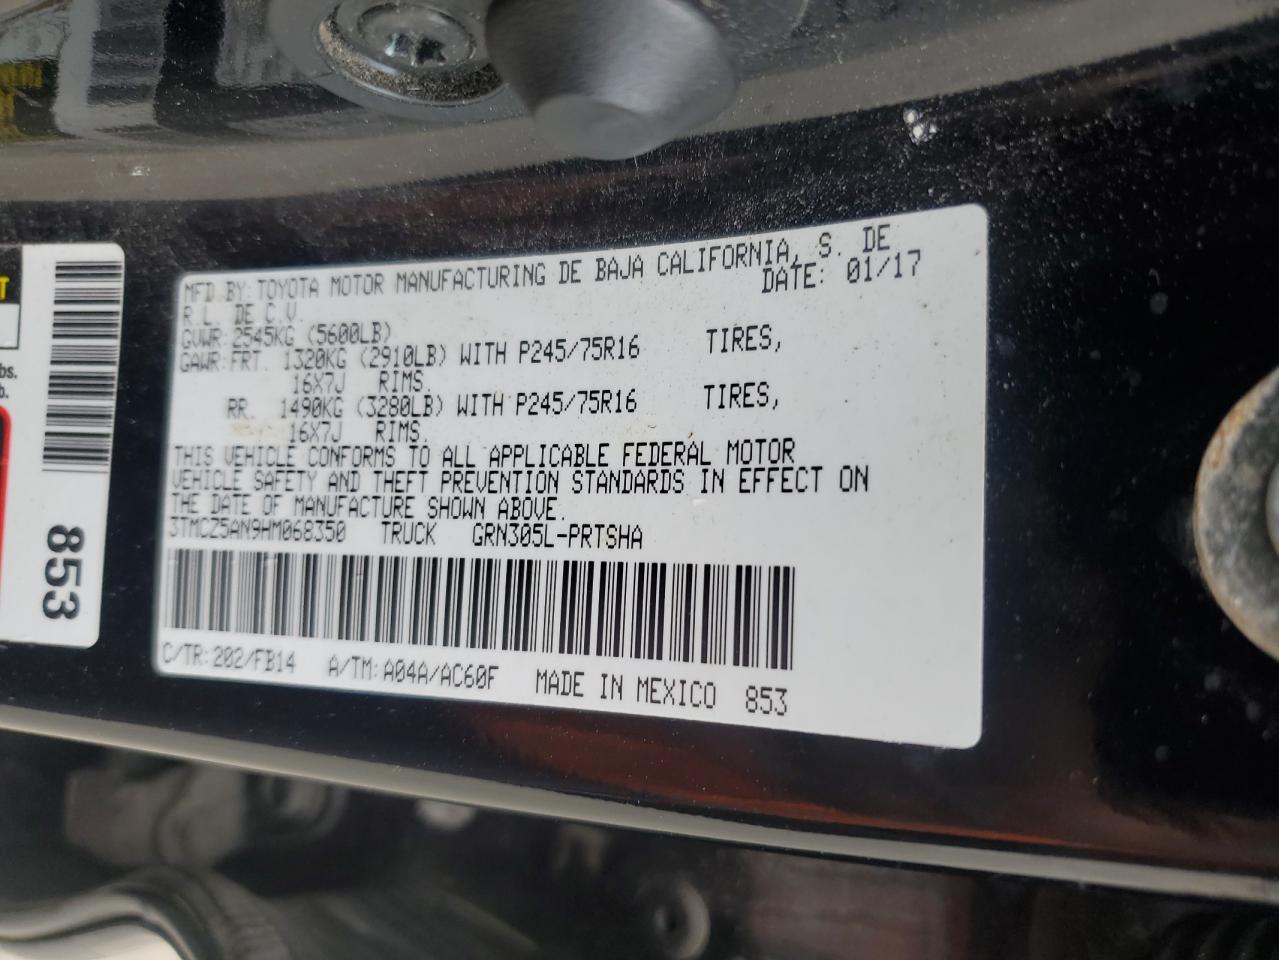 MFD.BY:TOYOTA MOTOR MANUFACTURING DE BAJA CALIFORNIA, S. DE
R.L. DE C.V. DATE: 01/17
GVWR:2545KG (5600LB)
GAWR:FRT. 1320KG (2910LB) WITH P245/75R16 TIRES,
16X7J RIMS.
RR. 1490KG (3280LB) WITH P245/75R16 TIRES,
16X7J RIMS.
THIS VEHICLE CONFORMS TO ALL APPLICABLE FEDERAL MOTOR
VEHICLE SAFETY AND THEFT PREVENTION STANDARDS IN EFFECT ON
THE DATE OF MANUFACTURE SHOWN ABOVE.
3TMCZ5AN9HM068350 TRUCK GRN305L-PRTSHA
C/TR:202/FB14 A/TM:A04A/AC60F MADE IN MEXICO 853
853